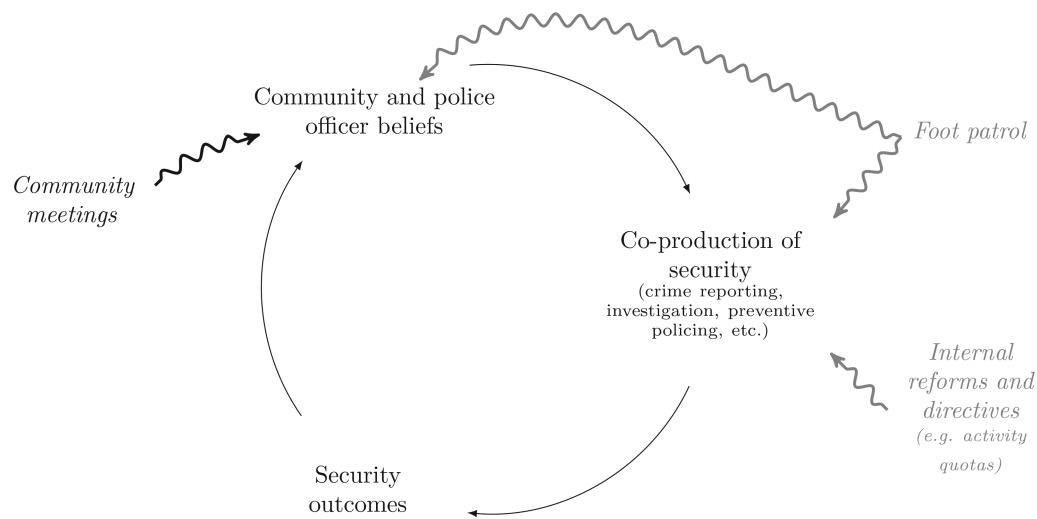 Community and police
officer beliefs
Foot patrol
Community
meetings
Co-production of
security
(crime reporting,
investigation, preventive
policing, etc.)
Internal
reforms and
directives
(e.g. activity
quotas)
Security
outcomes